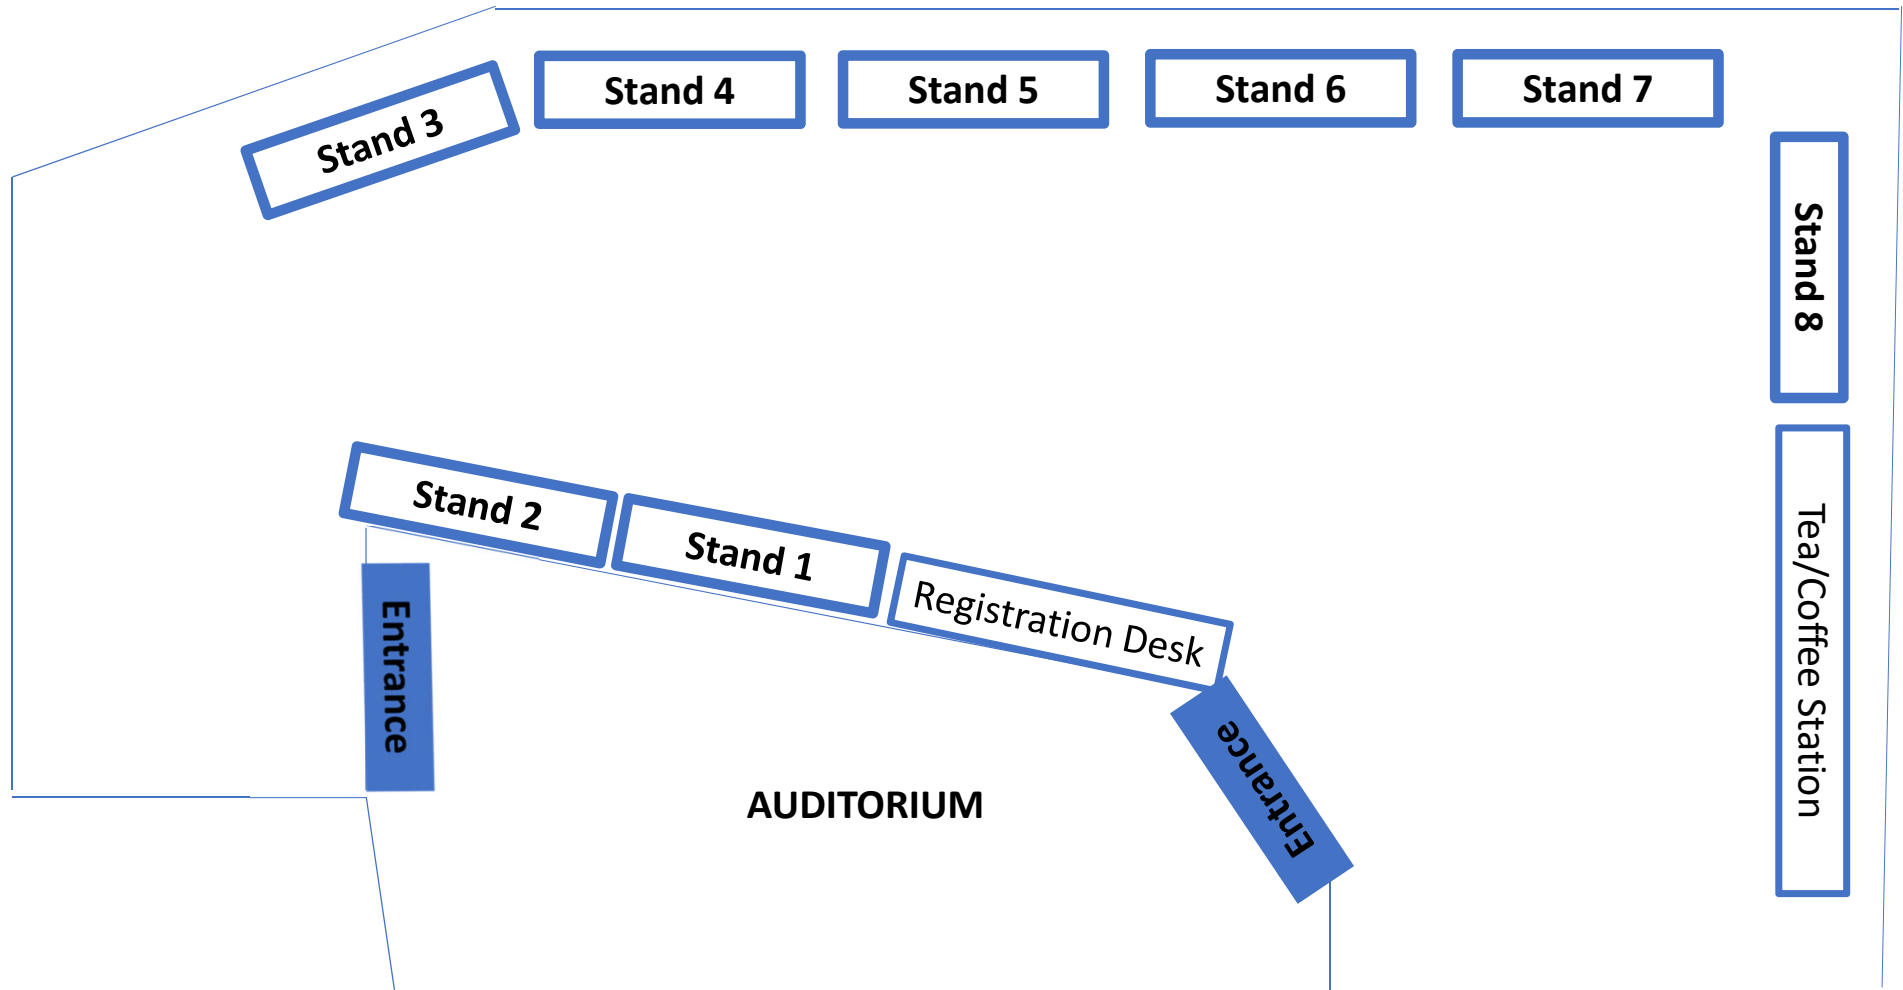 Stand 3
Stand 4
Stand 5
Stand 6
Stand 7
Stand 8
Stand 2
Stand 1
Registration Desk
Entrance
Entrance
Tea/Coffee Station
AUDITORIUM